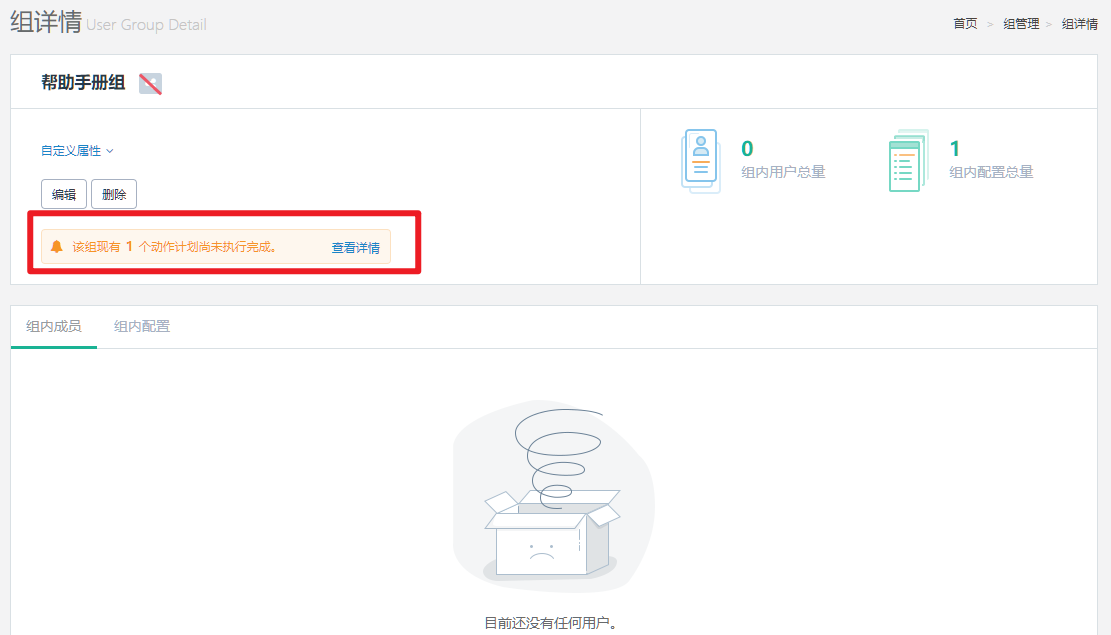 组详情 User Group Detail
首页 > 组管理 > 组详情
帮助手册组
自定义属性
编辑 删除
该组现有 1 个动作计划尚未执行完成。 查看详情
0
组内用户总量
1
组内配置总量
组内成员 组内配置
目前还没有任何用户。